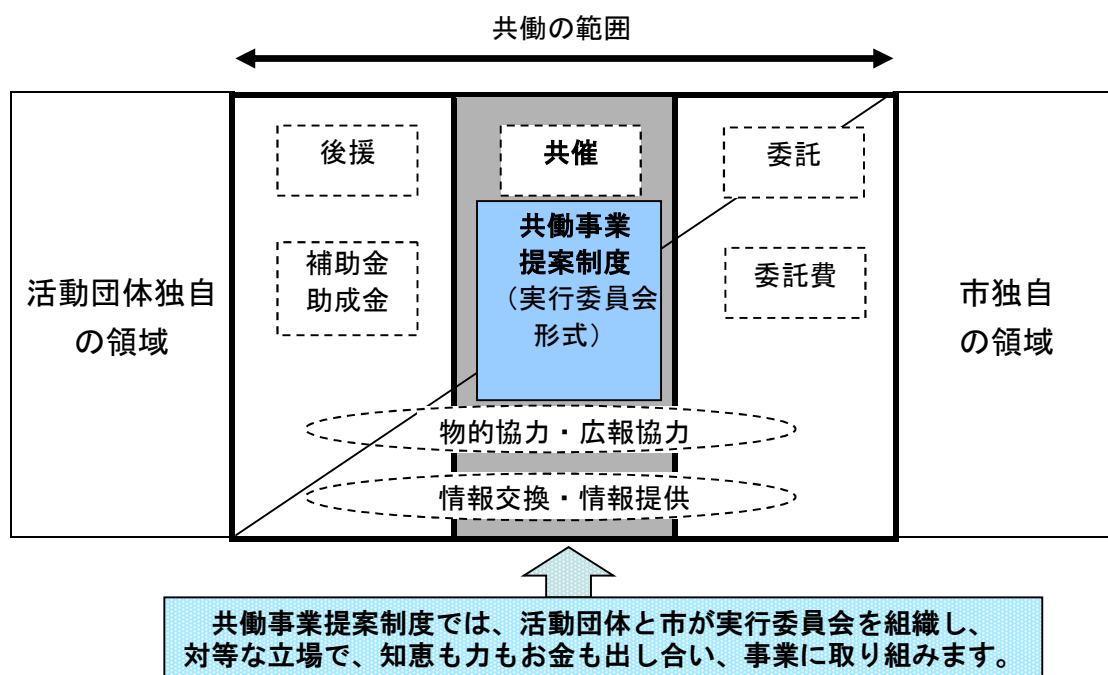 共働の範囲
後援
共催
委託
共働事業
提案制度
（実行委員会
形式）
補助金
助成金
委託費
活動団体独自
の領域
市独自
の領域
物的協力・広報協力
情報交換・情報提供
共働事業提案制度では、活動団体と市が実行委員会を組織し、
対等な立場で、知恵も力もお金も出し合い、事業に取り組みます。